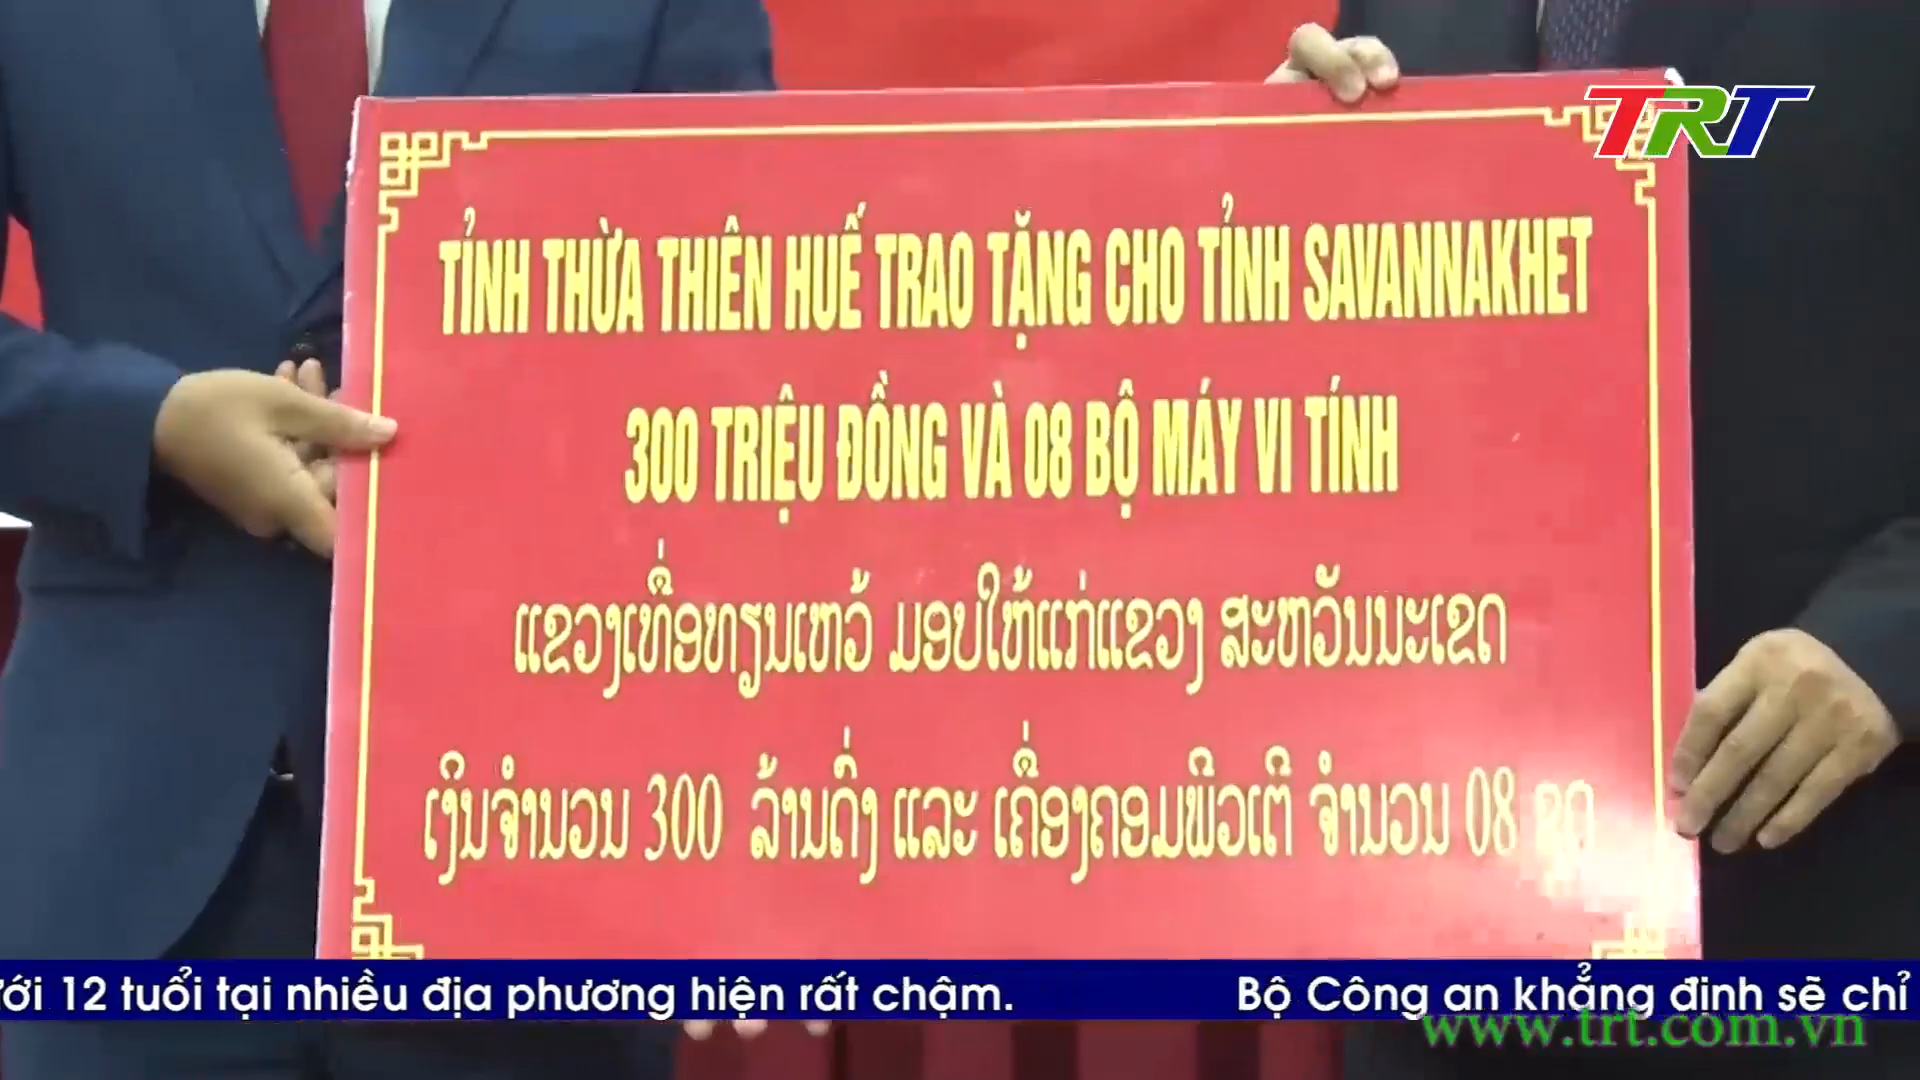 TRT
TỈNH THỪA THIÊN HUẾ TRAO TẶNG CHO TỈNH SAVANNAKHET
300 TRIỆU ĐỒNG VÀ 08 BỘ MÁY VI TÍNH
ແຂວງເທື່ອທຽນເຫວ້ ມອບໃຫ້ແກ່ແຂວງ ສະຫວັນນະເຂດ
ເງິນຈຳນວນ 300 ລ້ານດົ່ງ ແລະ ເຄື່ອງຄອມພິວເຕີ ຈຳນວນ 08 ຊຸດ
ưới 12 tuổi tại nhiều địa phương hiện rất chậm. Bộ Công an khẳng định sẽ chỉ
www.trt.com.vn